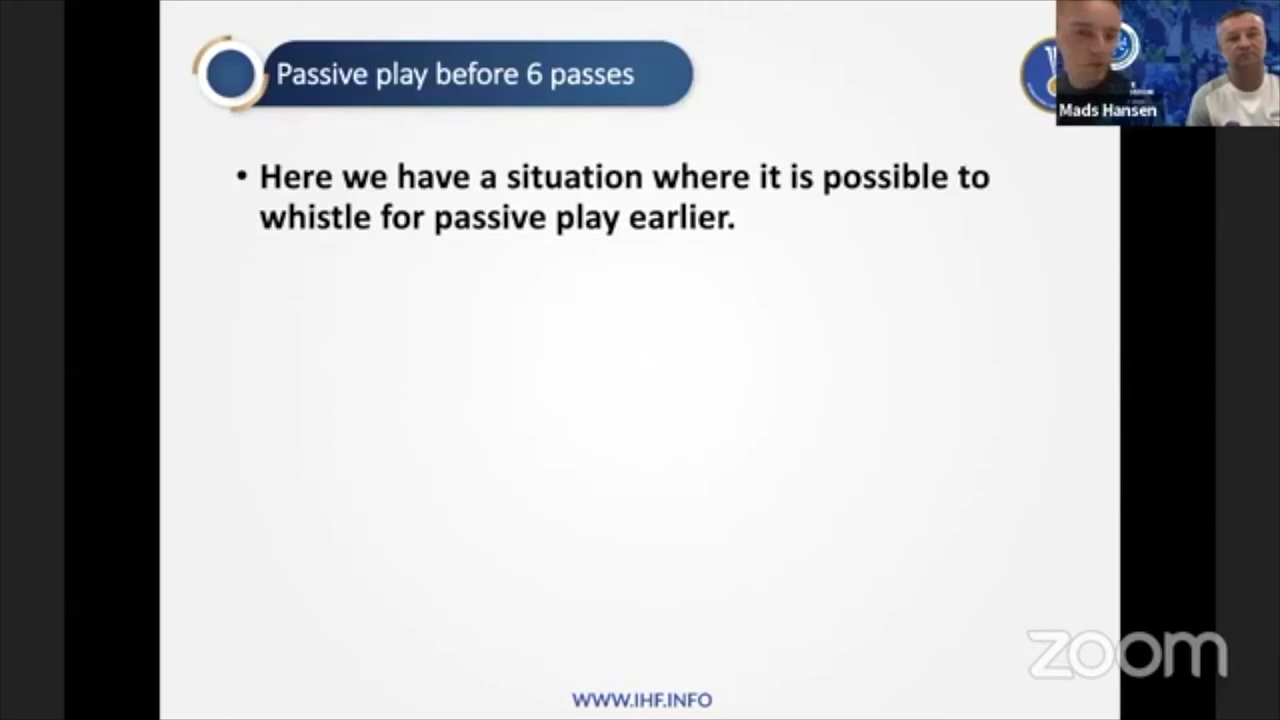 Passive play before 6 passes
Mads Hansen
• Here we have a situation where it is possible to
whistle for passive play earlier.
zoom
WWW.IHF.INFO